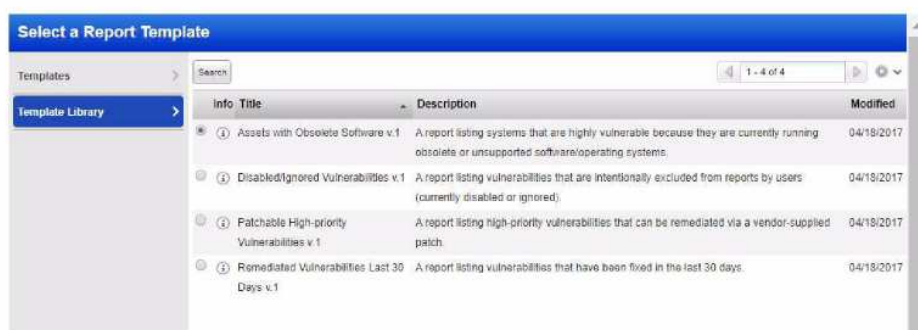 Select a Report Template
Templates
Template Library
Search
1 - 4 of 4
Info Title Description Modified
Assets with Obsolete Software v.1 A report listing systems that are highly vulnerable because they are currently running 04/18/2017
obsolete or unsupported software/operating systems.
Disabled/Ignored Vulnerabilities v.1 A report listing vulnerabilities that are intentionally excluded from reports by users 04/18/2017
(currently disabled or ignored).
Patchable High-priority A report listing high-priority vulnerabilities that can be remediated via a vendor-supplied 04/18/2017
Vulnerabilities v.1 patch.
Remediated Vulnerabilities Last 30 A report listing vulnerabilities that have been fixed in the last 30 days. 04/18/2017
Days v.1